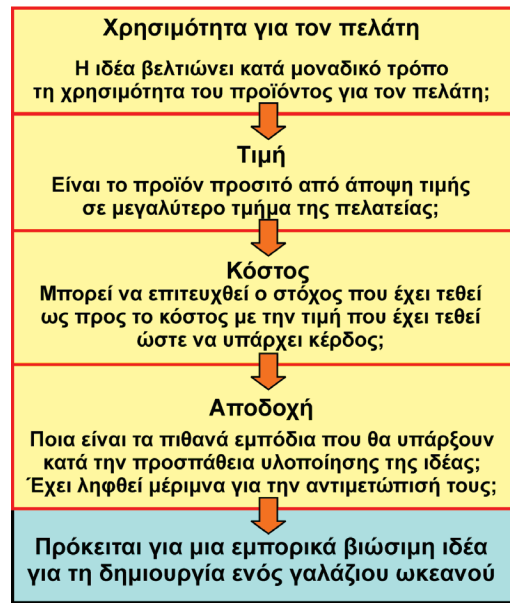 Χρησιμότητα για τον πελάτη
Η ιδέα βελτιώνει κατά μοναδικό τρόπο
τη χρησιμότητα του προϊόντος για τον πελάτη;
Τιμή
Είναι το προϊόν προσιτό από άποψη τιμής
σε μεγαλύτερο τμήμα της πελατείας;
Κόστος
Μπορεί να επιτευχθεί ο στόχος που έχει τεθεί
ως προς το κόστος με την τιμή που έχει τεθεί
ώστε να υπάρχει κέρδος;
Αποδοχή
Ποια είναι τα πιθανά εμπόδια που θα υπάρξουν
κατά την προσπάθεια υλοποίησης της ιδέας;
Έχει ληφθεί μέριμνα για την αντιμετώπισή τους;
Πρόκειται για μια εμπορικά βιώσιμη ιδέα
για τη δημιουργία ενός γαλάζιου ωκεανού